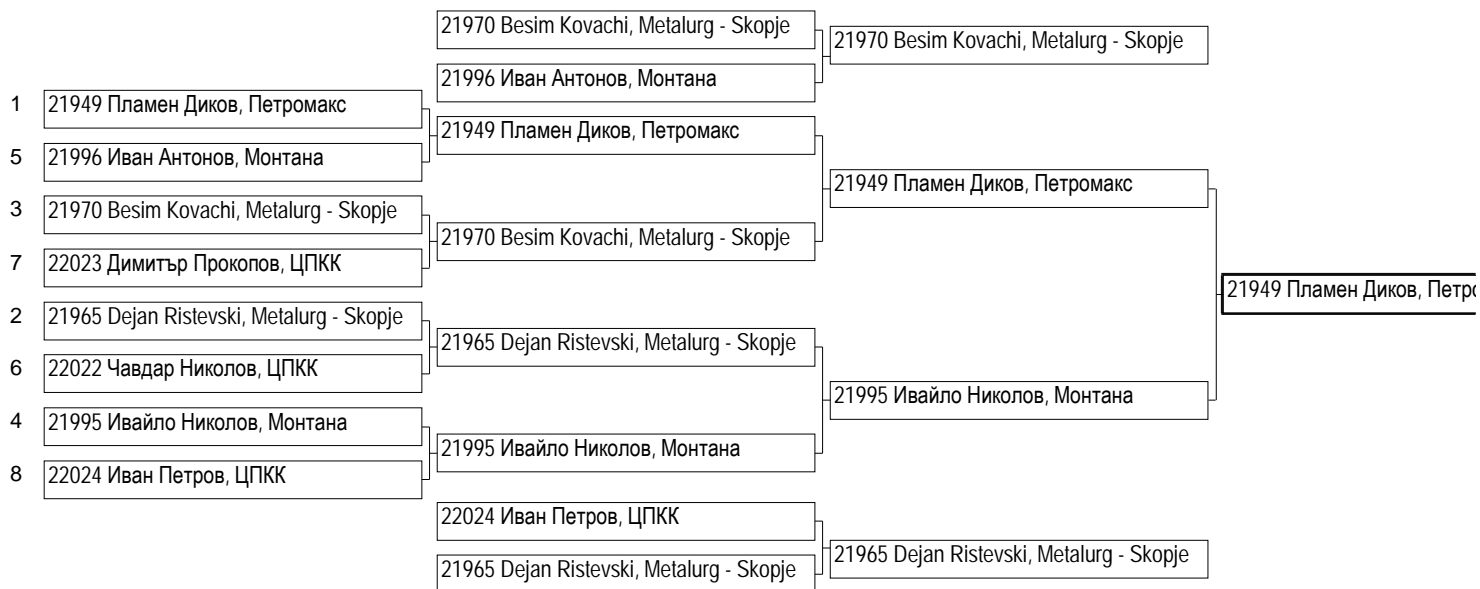 21970 Besim Kovachi, Metalurg - Skopje
21970 Besim Kovachi, Metalurg - Skopje
21996 Иван Антонов, Монтана
1 21949 Пламен Диков, Петромакс
21949 Пламен Диков, Петромакс
5 21996 Иван Антонов, Монтана
21949 Пламен Диков, Петромакс
3 21970 Besim Kovachi, Metalurg - Skopje
21970 Besim Kovachi, Metalurg - Skopje
7 22023 Димитър Прокопов, ЦПКК
21949 Пламен Диков, Петро
2 21965 Dejan Ristevski, Metalurg - Skopje
21965 Dejan Ristevski, Metalurg - Skopje
6 22022 Чавдар Николов, ЦПКК
21995 Ивайло Николов, Монтана
4 21995 Ивайло Николов, Монтана
21995 Ивайло Николов, Монтана
8 22024 Иван Петров, ЦПКК
22024 Иван Петров, ЦПКК
21965 Dejan Ristevski, Metalurg - Skopje
21965 Dejan Ristevski, Metalurg - Skopje